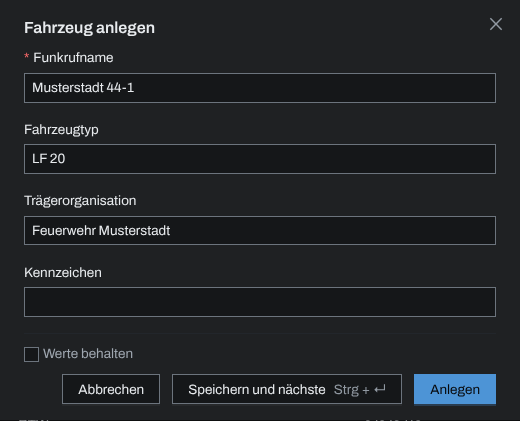 Fahrzeug anlegen
* Funkrufname
Musterstadt 44-1
Fahrzeugtyp
LF 20
Trägerorganisation
Feuerwehr Musterstadt
Kennzeichen
Werte behalten
Abbrechen
Speichern und nächste Strg + ↵
Anlegen